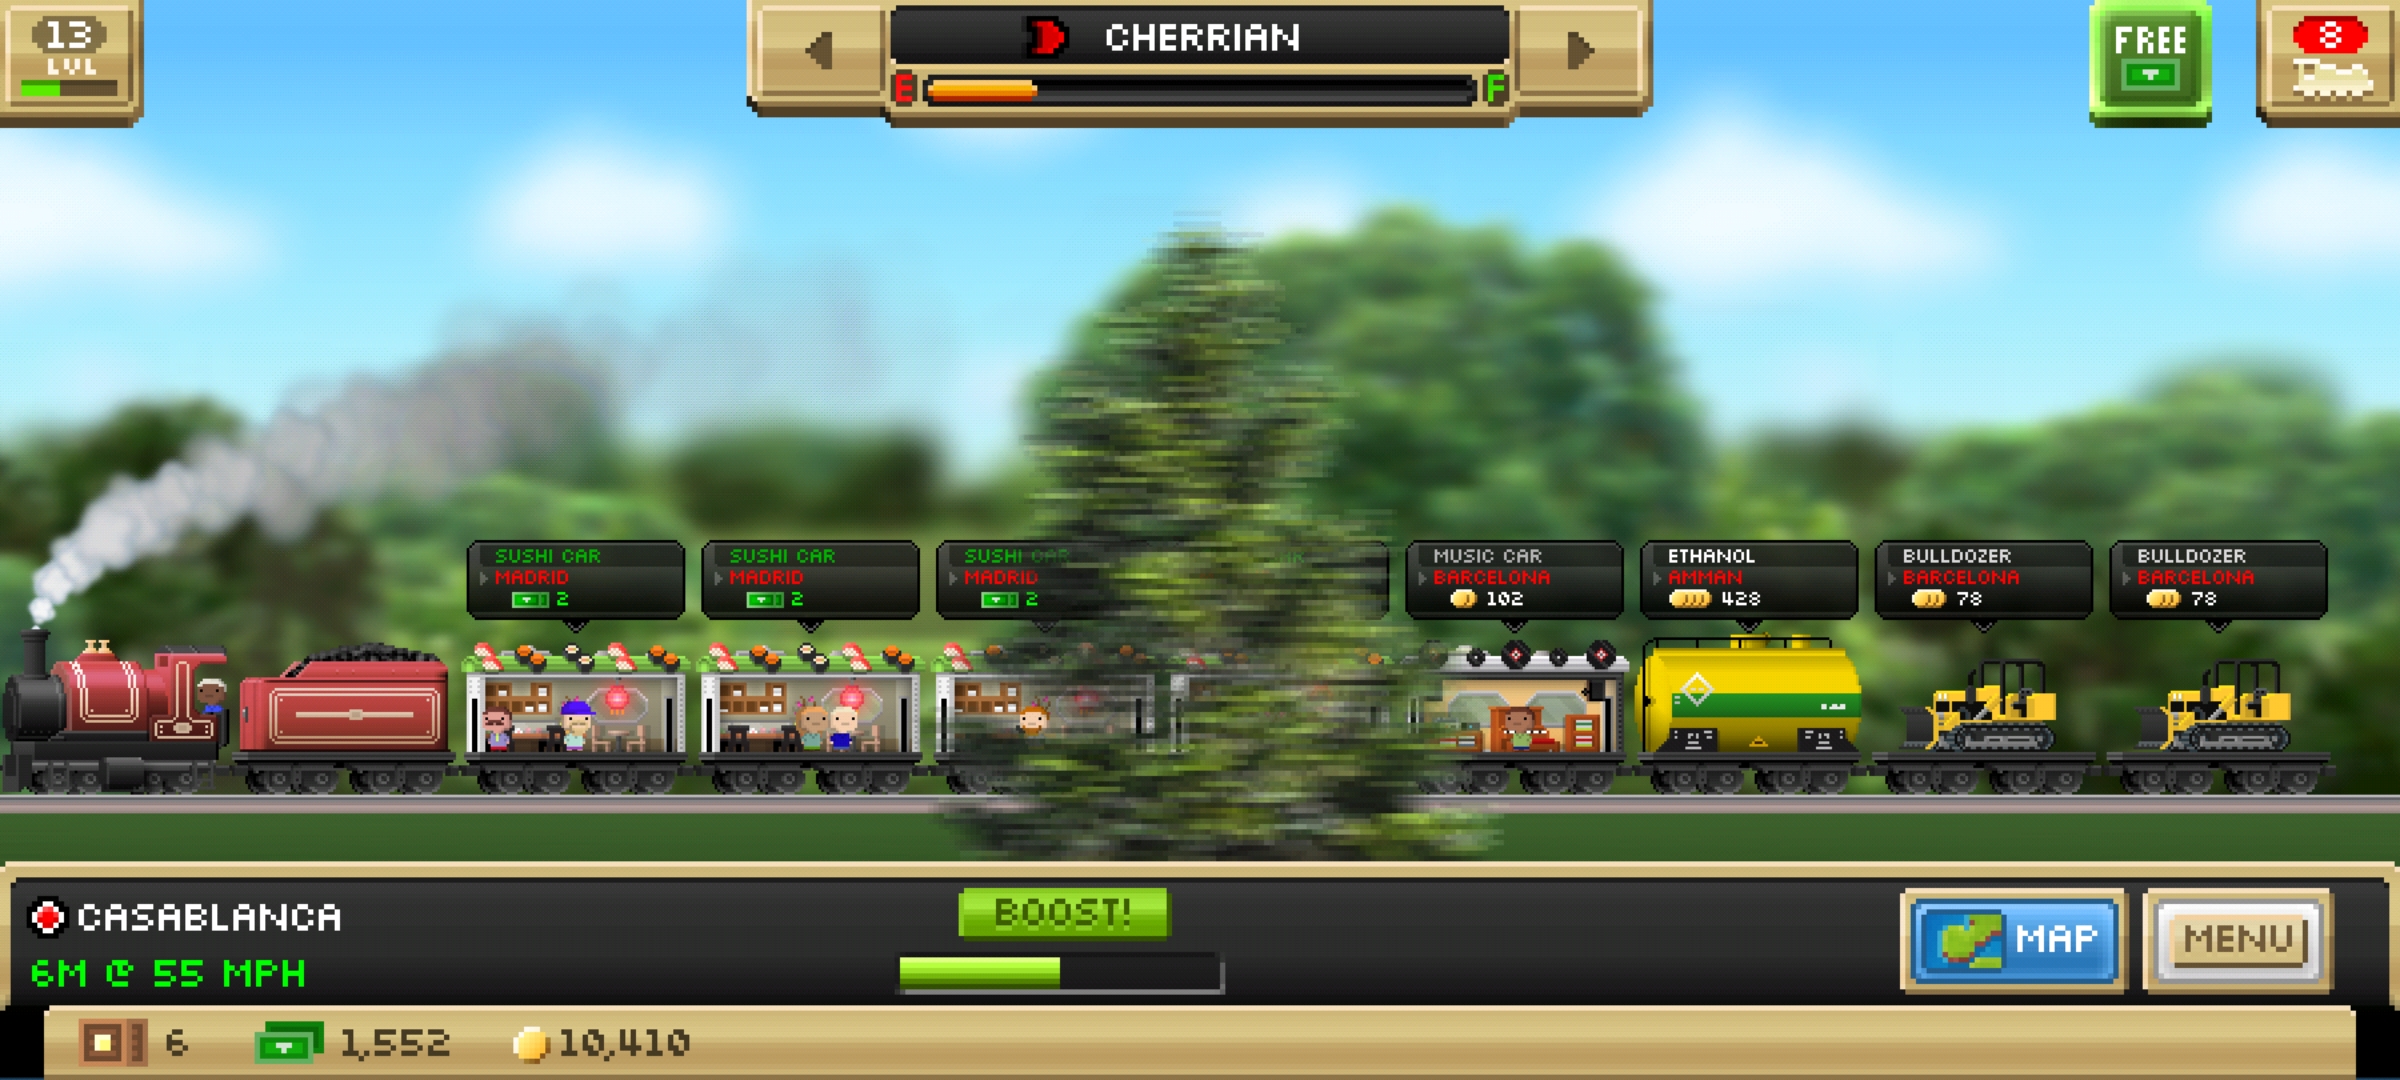 13
LVL
CHERRIAN
E F
FREE
8
SUSHI CAR
MADRID
2
SUSHI CAR
MADRID
2
SUSHI CAR
MADRID
2
MUSIC CAR
BARCELONA
102
ETHANOL
AMMAN
428
BULLDOZER
BARCELONA
78
BULLDOZER
BARCELONA
78
CASABLANCA
6M @ 55 MPH
BOOST!
MAP
MENU
6
1,552
10,410